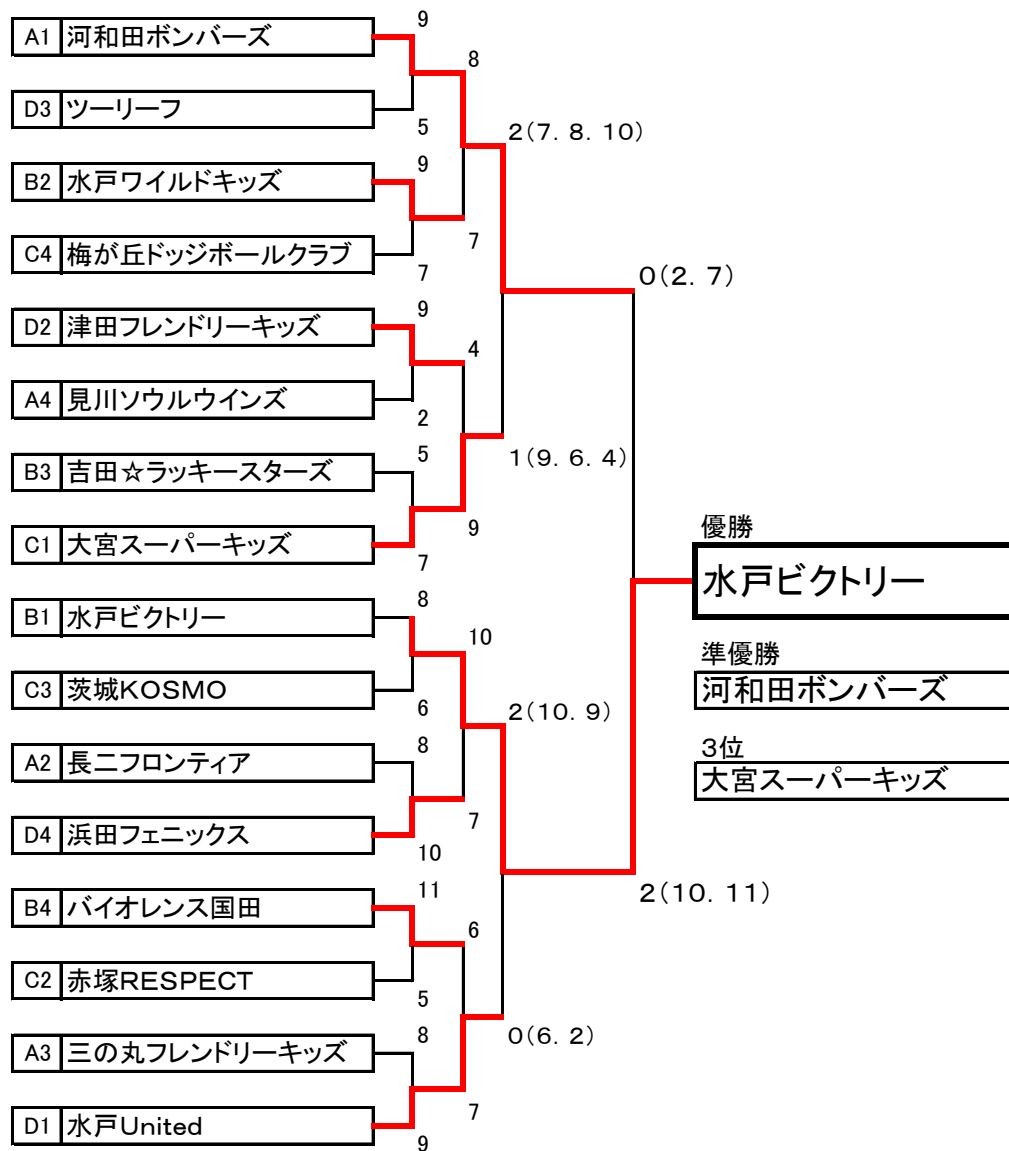 9
A1 河和田ボンバーズ
8
D3 ツーリーフ
5
2(7. 8. 10)
9
B2 水戸ワイルドキッズ
7
C4 梅が丘ドッジボールクラブ
7
0(2. 7)
9
D2 津田フレンドリーキッズ
4
A4 見川ソウルウインズ
2
5
1(9. 6. 4)
B3 吉田☆ラッキースターズ
9
C1 大宮スーパーキッズ
7
優勝
水戸ビクトリー
8
B1 水戸ビクトリー
10
準優勝
河和田ボンバーズ
C3 茨城KOSMO
6
2(10. 9)
8
3位
大宮スーパーキッズ
A2 長二フロンティア
7
D4 浜田フェニックス
10
11
2(10. 11)
B4 バイオレンス国田
6
C2 赤塚RESPECT
5
8
0(6. 2)
A3 三の丸フレンドリーキッズ
7
D1 水戸United
9